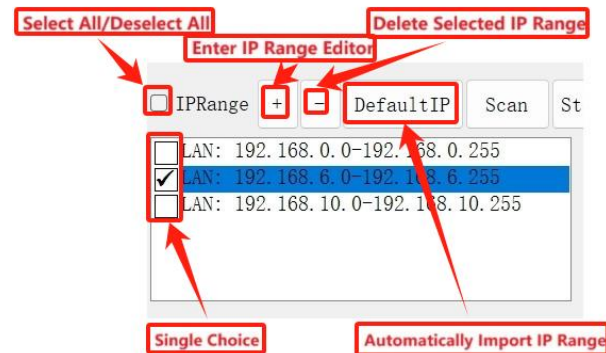 Select All/Deselect All
Delete Selected IP Range
Enter IP Range Editor
IPRange + - DefaultIP Scan St
LAN: 192.168.0.0-192.168.0.255
LAN: 192.168.6.0-192.168.6.255
LAN: 192.168.10.0-192.168.10.255
Single Choice
Automatically Import IP Range